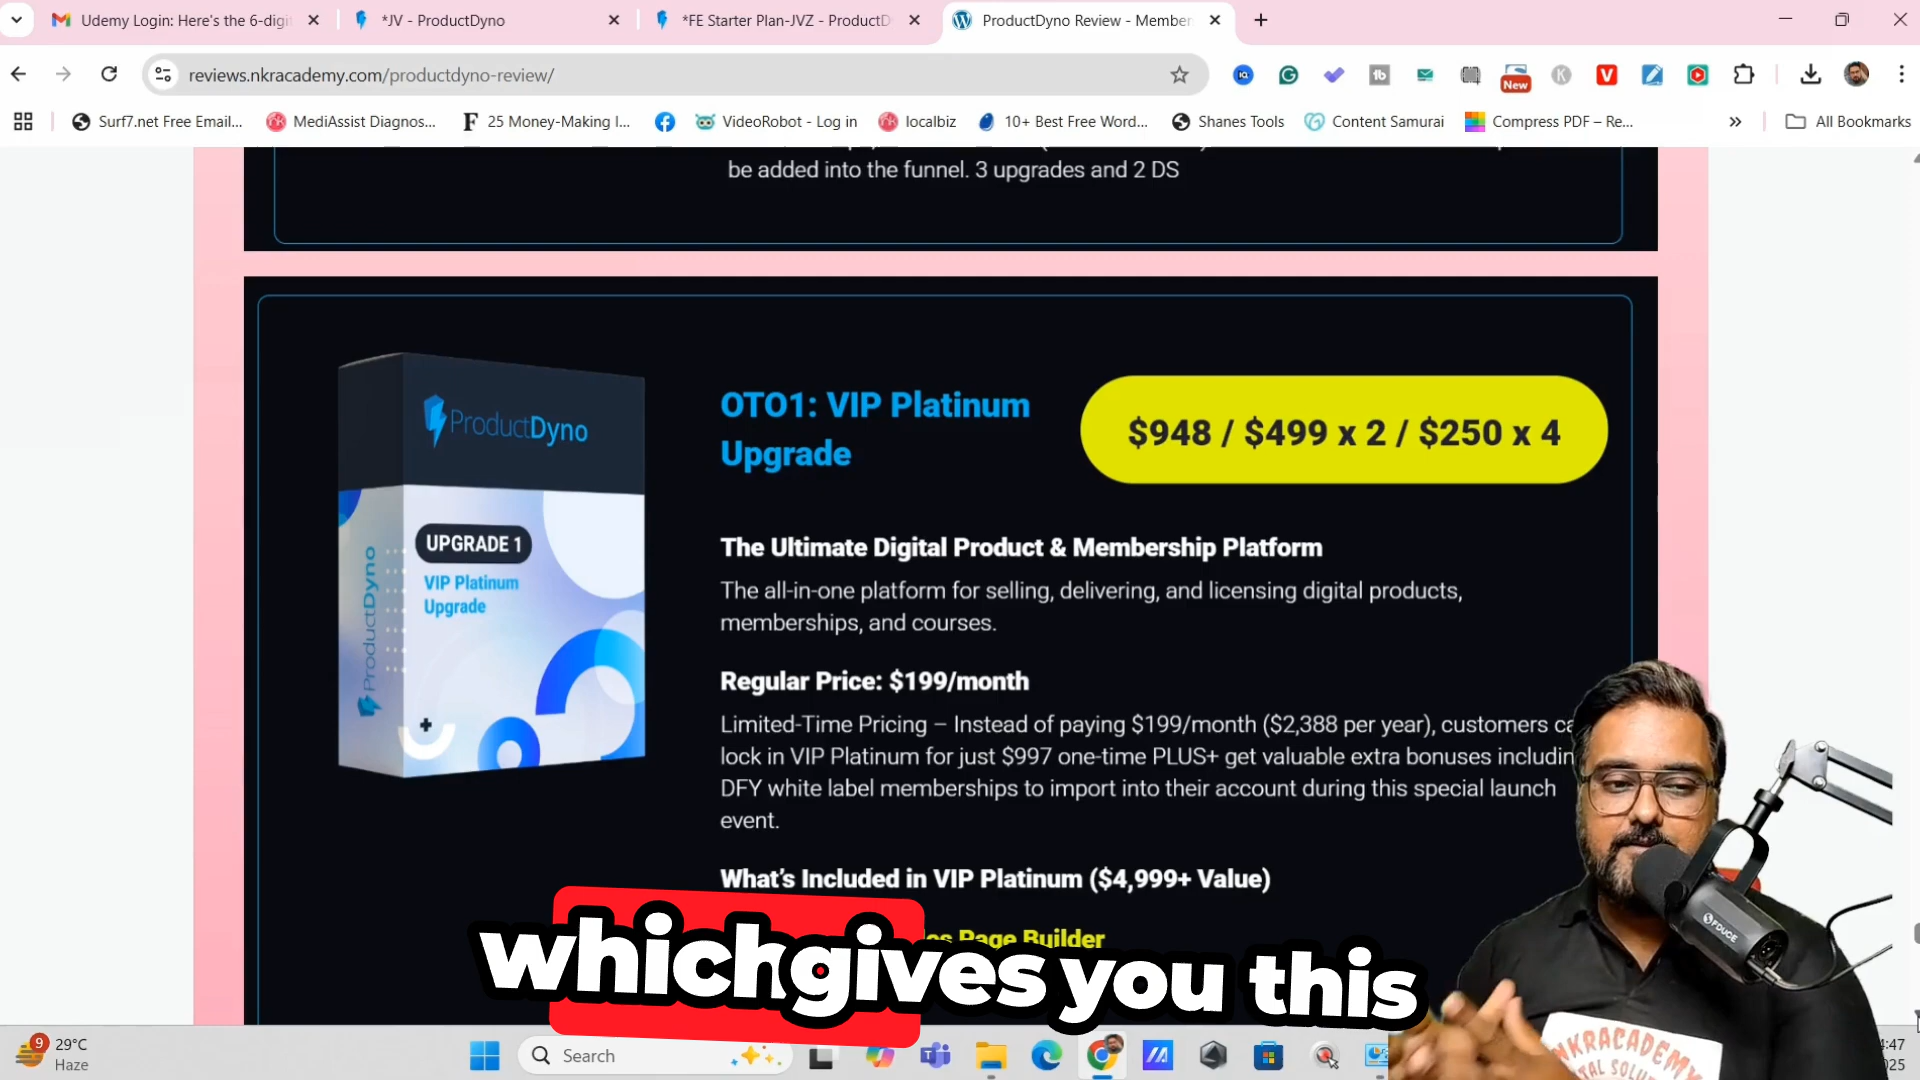 Udemy Login: Here's the 6-digi
*JV - ProductDyno
*FE Starter Plan-JVZ - ProductD
ProductDyno Review - Member
reviews.nkracademy.com/productdyno-review/
New
Surf7.net Free Email...
MediAssist Diagnos...
25 Money-Making I...
VideoRobot - Log in
localbiz
10+ Best Free Word...
Shanes Tools
Content Samurai
Compress PDF – Re...
All Bookmarks
be added into the funnel. 3 upgrades and 2 DS
ProductDyno
UPGRADE 1
VIP Platinum
Upgrade
ProductDyno
OTO1: VIP Platinum
Upgrade
$948 / $499 x 2 / $250 x 4
The Ultimate Digital Product & Membership Platform
The all-in-one platform for selling, delivering, and licensing digital products,
memberships, and courses.
Regular Price: $199/month
Limited-Time Pricing – Instead of paying $199/month ($2,388 per year), customers ca
lock in VIP Platinum for just $997 one-time PLUS+ get valuable extra bonuses includin
DFY white label memberships to import into their account during this special launch
event.
What's Included in VIP Platinum ($4,999+ Value)
Page Builder
which gives you this
FDUCE
NKRACADEMY
TAL SOLU
9
29°C
Haze
Search
4:47
025